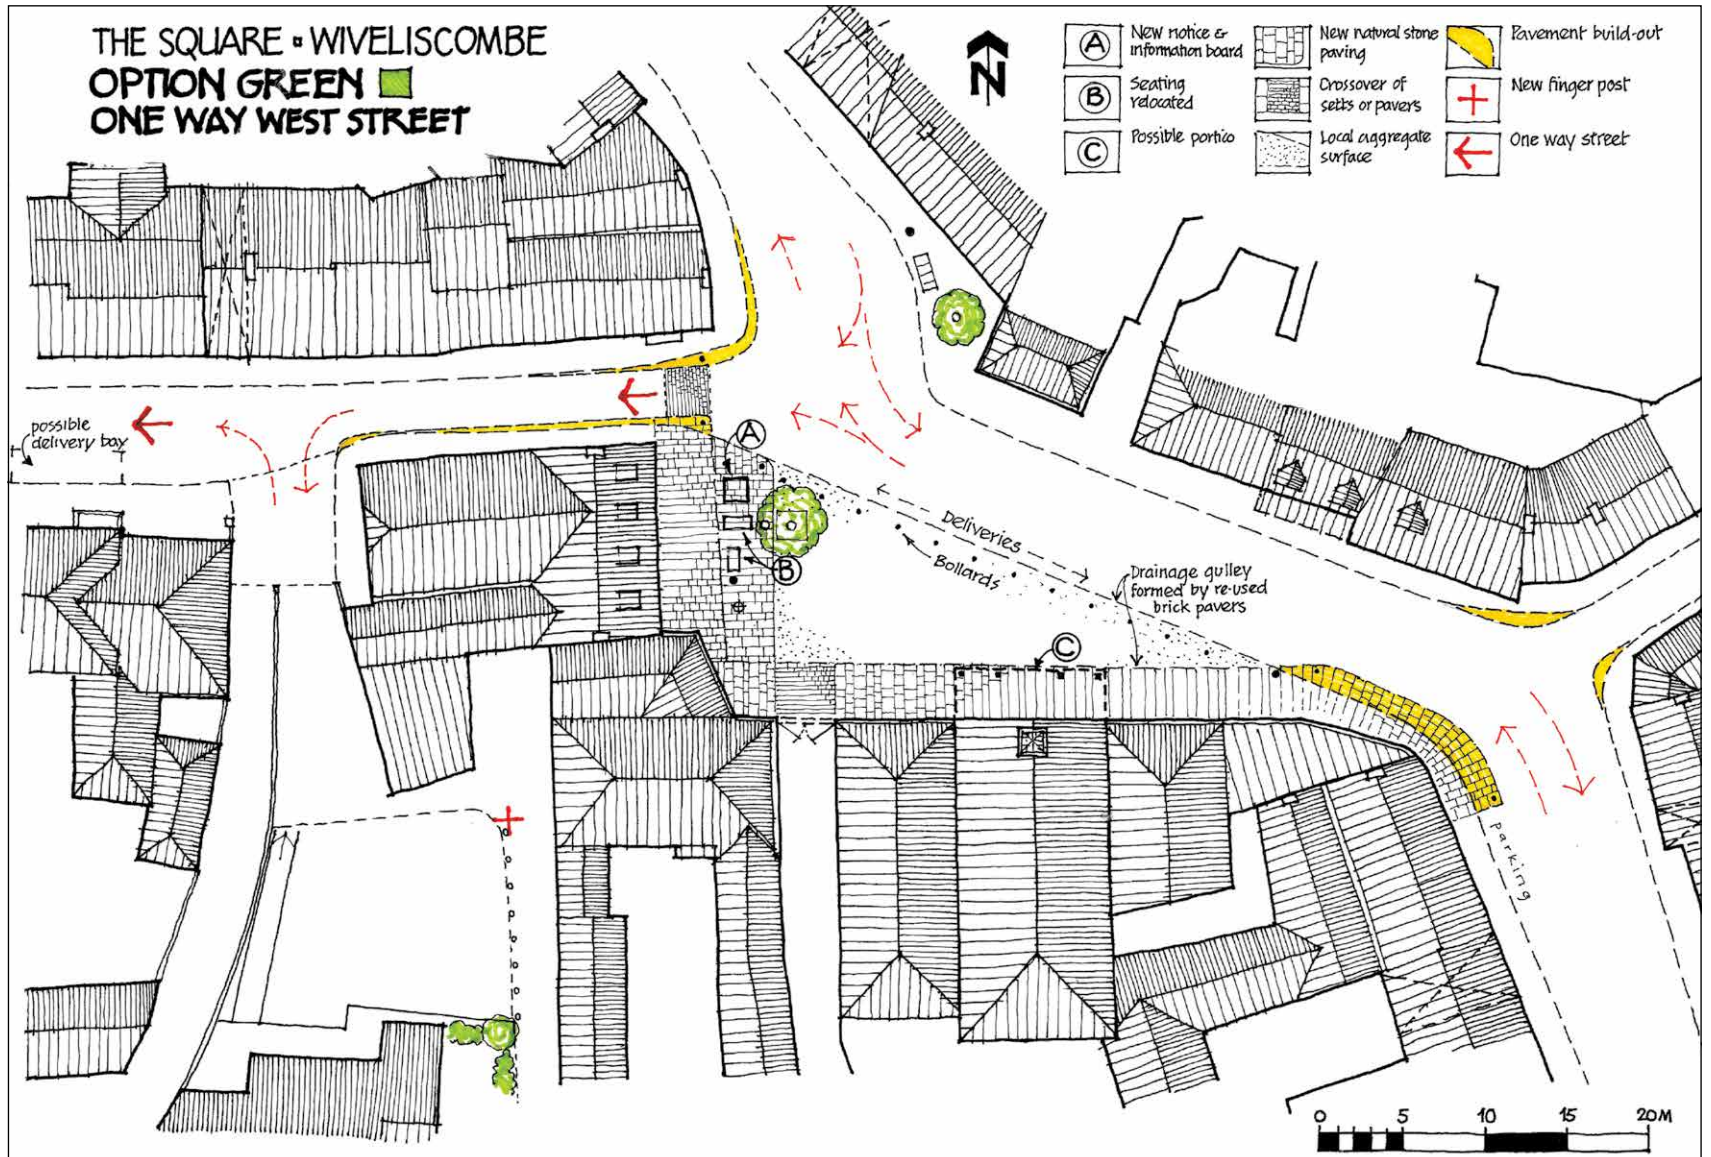 THE SQUARE ▫ WIVELISCOMBE
OPTION GREEN
ONE WAY WEST STREET
N
A
New notice &
information board
B
Seating
relocated
C
Possible portico
New natural stone
paving
Crossover of
setts or pavers
Local aggregate
surface
Pavement build-out
New finger post
One way street
possible
delivery bay
A
B
Deliveries
Bollards
Drainage gulley
formed by re-used
brick pavers
C
parking
0 5 10 15 20M